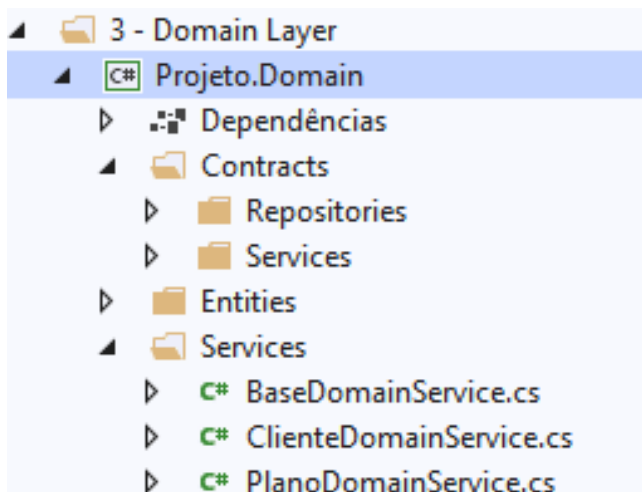 3 - Domain Layer
C# Projeto.Domain
Dependências
Contracts
Repositories
Services
Entities
Services
C# BaseDomainService.cs
C# ClienteDomainService.cs
C# PlanoDomainService.cs